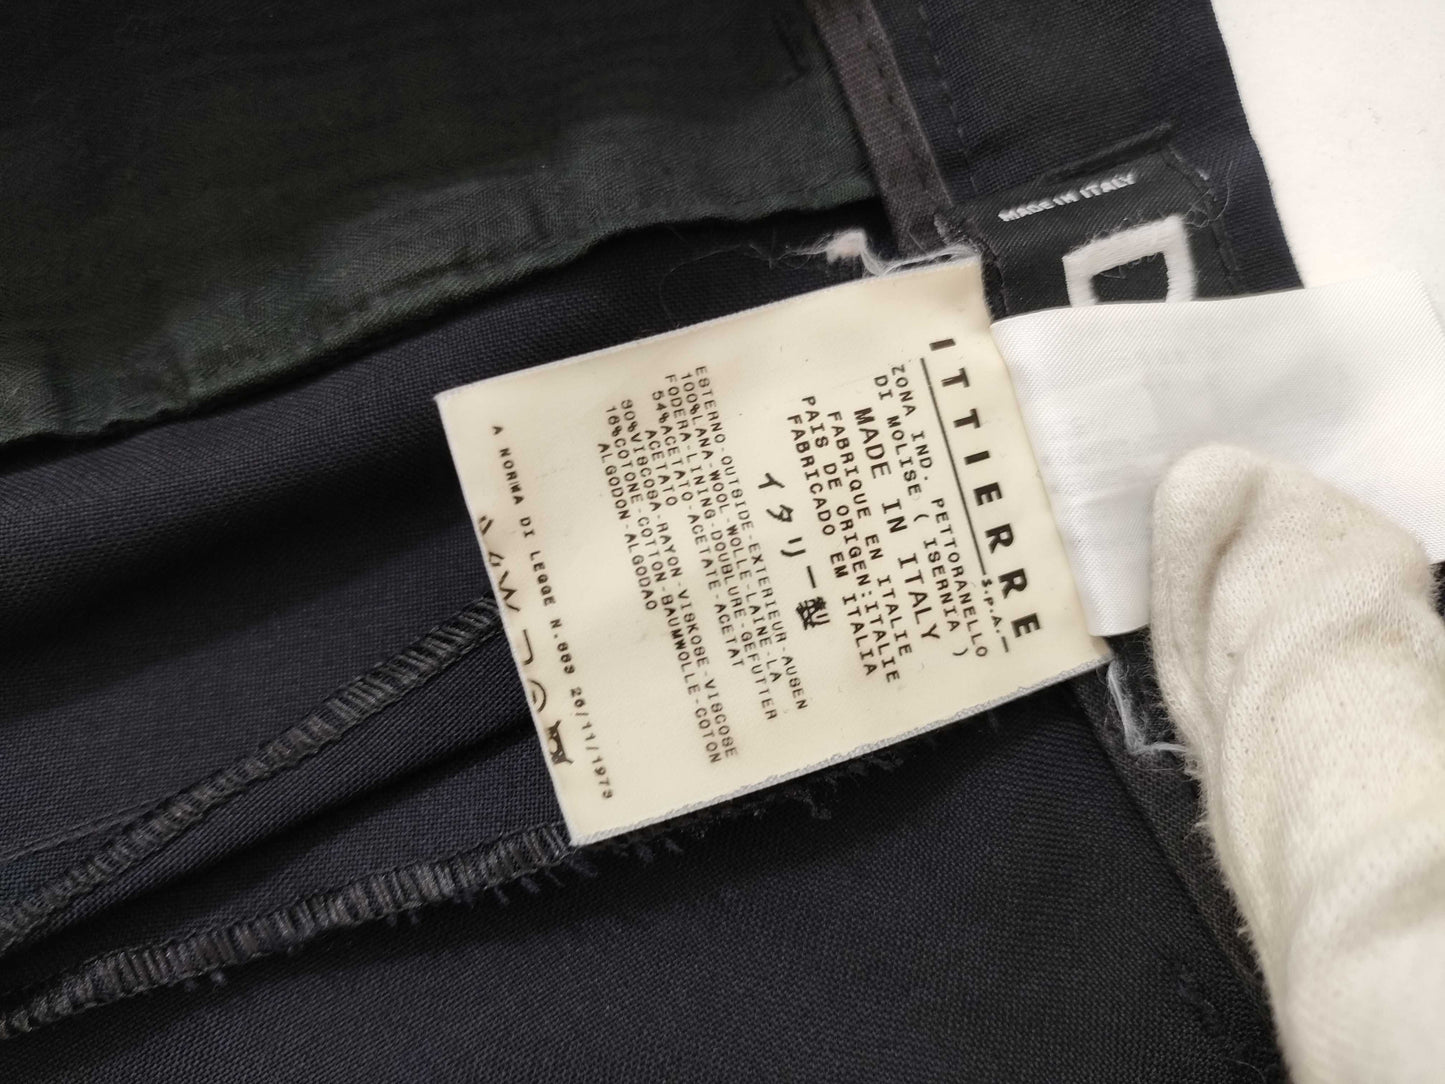 MADE IN ITALY
D
ITTIERRE
S.P.A.
ZONA IND. PETTORANELLO
DI MOLISE ( ISERNIA )
MADE IN ITALY
FABRIQUE EN ITALIE
PAIS DE ORIGEN:ITALIE
FABRICADO EM ITALIA
イタリー製
ESTERNO-OUTSIDE-EXTERIEUR-AUSEN
100%LANA-WOOL-WOLLE-LAINE-LA
FODERA-LINING-DOUBLURE-GEFUTTER
54%ACETATO-ACETATE-ACETAT
ACETATO
30%VISCOSA-RAYON-VISKOSE-VISCOSE
16%COTONE-COTTON-BAUMWOLLE-COTON
ALGODON-ALGODAO
A NORMA DI LEGGE N.883 26/11/1973